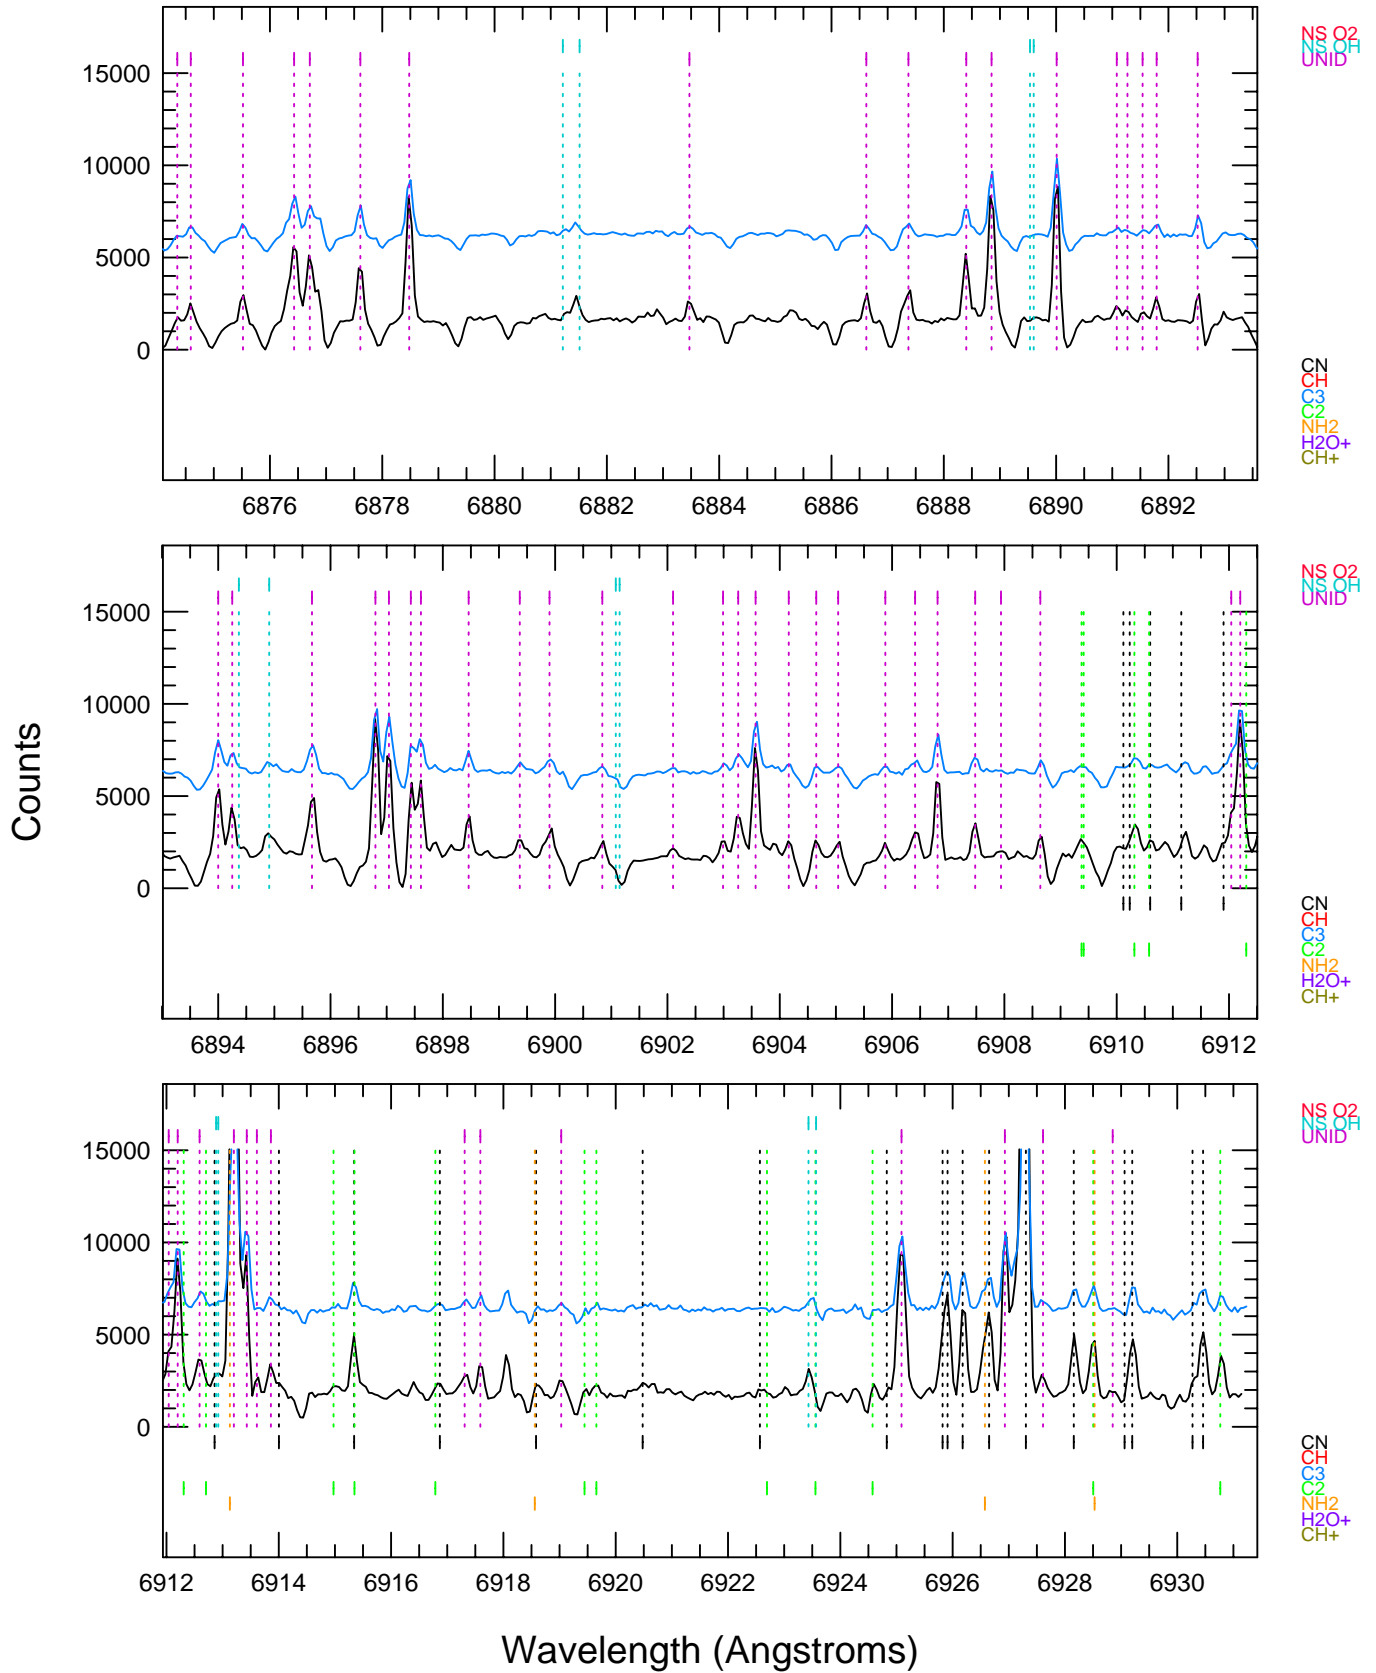 NS O2
NS OH
UNID
15000
10000
5000
0
CN
CH
C3
C2
NH2
H2O+
CH+
6876 6878 6880 6882 6884 6886 6888 6890 6892
NS O2
NS OH
UNID
15000
10000
5000
0
CN
CH
C3
C2
NH2
H2O+
CH+
6894 6896 6898 6900 6902 6904 6906 6908 6910 6912
Counts
NS O2
NS OH
UNID
15000
10000
5000
0
CN
CH
C3
C2
NH2
H2O+
CH+
6912 6914 6916 6918 6920 6922 6924 6926 6928 6930
Wavelength (Angstroms)